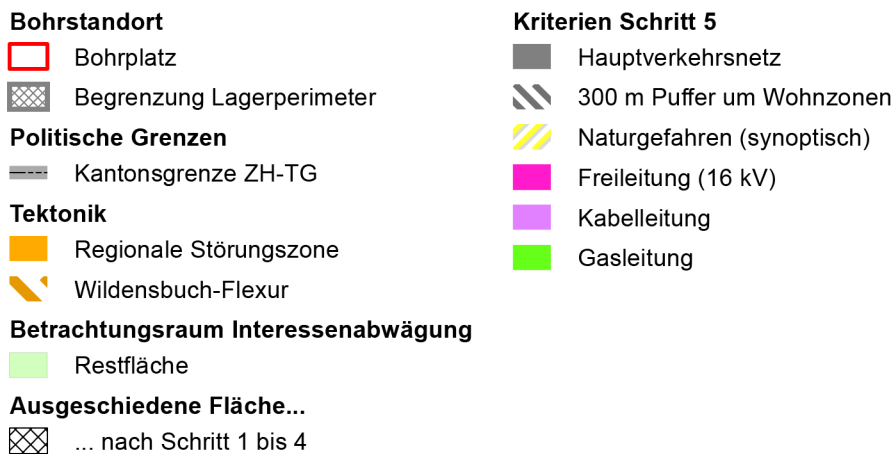 Bohrstandort
Bohrplatz
Begrenzung Lagerperimeter
Politische Grenzen
Kantonsgrenze ZH-TG
Tektonik
Regionale Störungszone
Wildensbuch-Flexur
Betrachtungsraum Interessenabwägung
Restfläche
Ausgeschiedene Fläche...
... nach Schritt 1 bis 4
Kriterien Schritt 5
Hauptverkehrsnetz
300 m Puffer um Wohnzonen
Naturgefahren (synoptisch)
Freileitung (16 kV)
Kabelleitung
Gasleitung